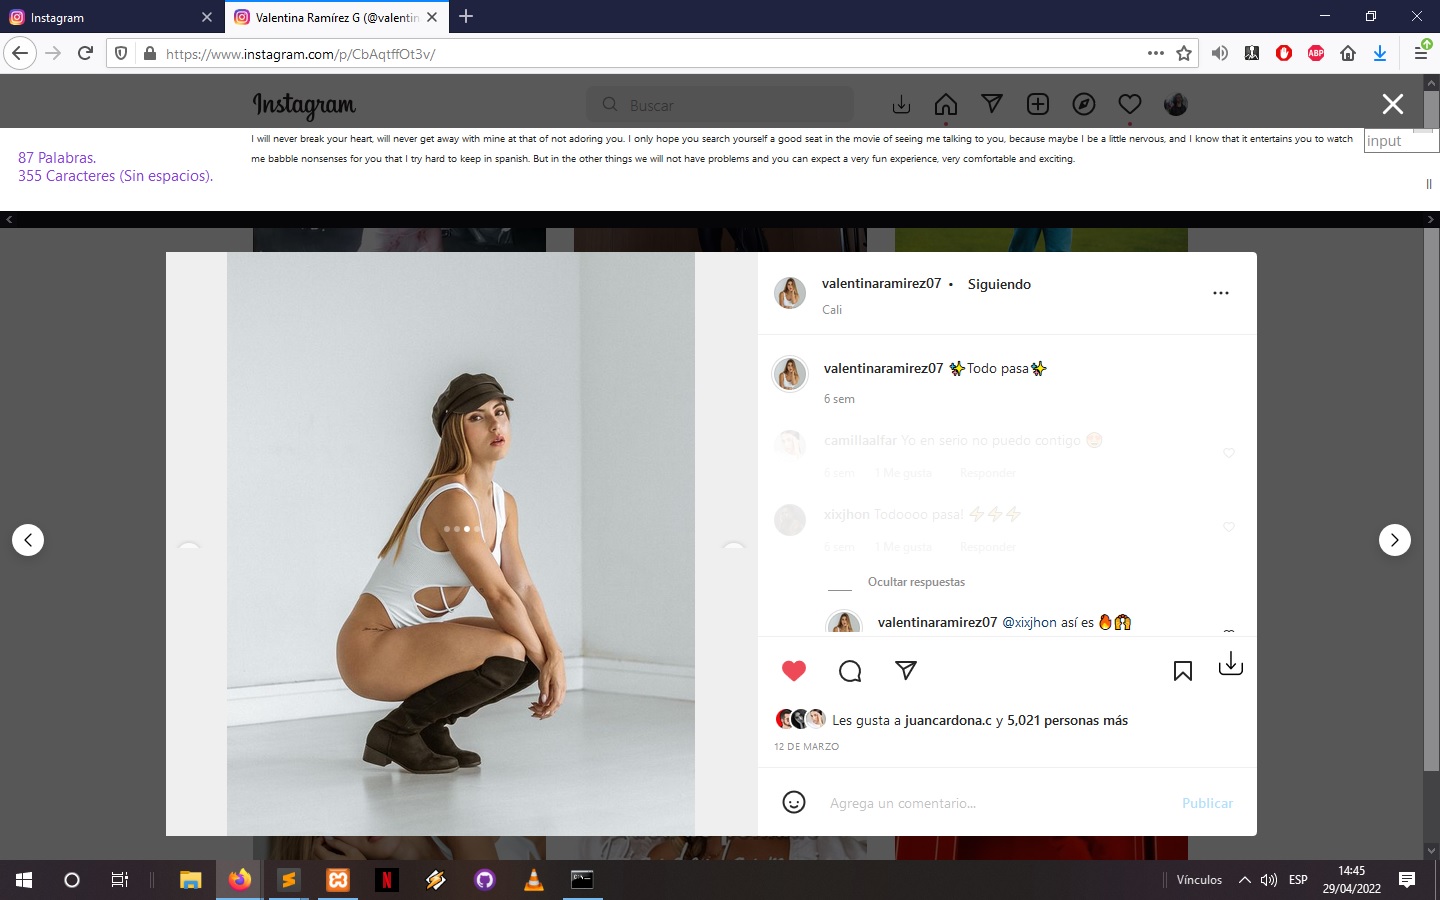 Instagram
Valentina Ramírez G (@valentin
https://www.instagram.com/p/CbAqtffOt3v/
ABP
Instagram
Buscar
I will never break your heart, will never get away with mine at that of not adoring you. I only hope you search yourself a good seat in the movie of seeing me talking to you, because maybe I be a little nervous, and I know that it entertains you to watch
me babble nonsenses for you that I try hard to keep in spanish. But in the other things we will not have problems and you can expect a very fun experience, very comfortable and exciting.
87 Palabras.
355 Caracteres (Sin espacios).
input
valentinaramirez07 • Siguiendo
Cali
valentinaramirez07 ✨Todo pasa✨
6 sem
camillaalfar Yo en serio no puedo contigo
6 sem 1 Me gusta Responder
xixjhon Todoooo pasa! ⚡⚡⚡
6 sem 1 Me gusta Responder
Ocultar respuestas
valentinaramirez07 @xixjhon así es 🔥🙌
Les gusta a juancardona.c y 5,021 personas más
12 DE MARZO
Agrega un comentario...
Publicar
Vínculos
ESP
14:45
29/04/2022